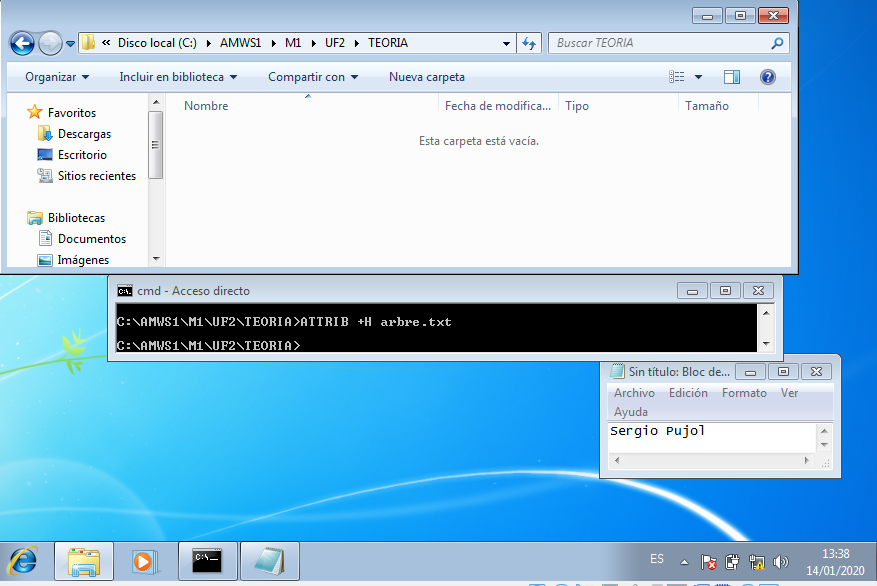 « Disco local (C:) ▸ AMWS1 ▸ M1 ▸ UF2 ▸ TEORIA
Buscar TEORIA
Organizar Incluir en biblioteca Compartir con Nueva carpeta
Nombre Fecha de modifica... Tipo Tamaño
Favoritos
Descargas
Escritorio
Sitios recientes
Bibliotecas
Documentos
Imágenes
Esta carpeta está vacía.
cmd - Acceso directo
C:\AMWS1\M1\UF2\TEORIA>ATTRIB +H arbre.txt
C:\AMWS1\M1\UF2\TEORIA>
Sin título: Bloc de...
Archivo Edición Formato Ver
Ayuda
Sergio Pujol
ES
13:38
14/01/2020